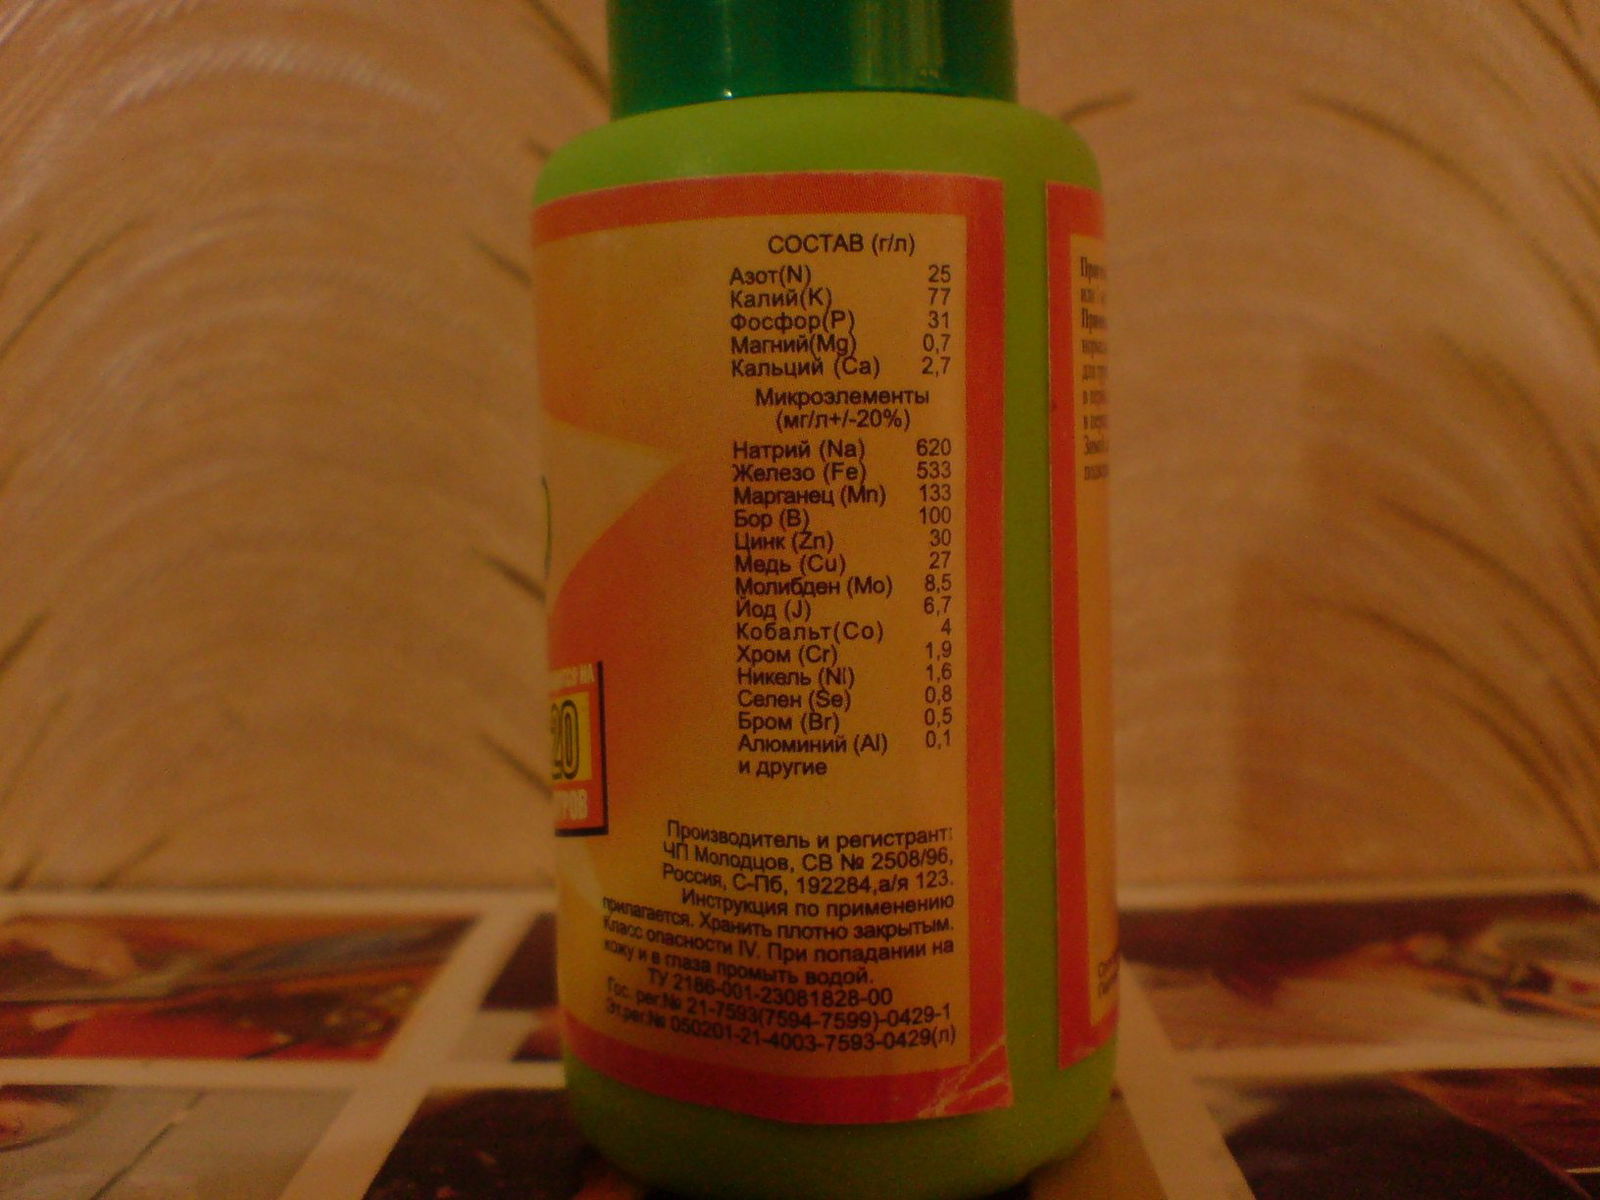 СОСТАВ (г/л)
Азот(N) 25
Калий(K) 77
Фосфор(P) 31
Магний(Mg) 0,7
Кальций (Ca) 2,7
Микроэлементы
(мг/л+/-20%)
Натрий (Na) 620
Железо (Fe) 533
Марганец (Mn) 133
Бор (B) 100
Цинк (Zn) 30
Медь (Cu) 27
Молибден (Mo) 8,5
Йод (J) 6,7
Кобальт(Co) 4
Хром (Cr) 1,9
Никель (Ni) 1,6
Селен (Se) 0,8
Бром (Br) 0,5
Алюминий (Al) 0,1
и другие
20
Производитель и регистрант:
ЧП Молодцов, СВ № 2508/96,
Россия, С-Пб, 192284,а/я 123.
Инструкция по применению
прилагается. Хранить плотно закрытым.
Класс опасности IV. При попадании на
кожу и в глаза промыть водой.
ТУ 2186-001-23081828-00
Гос. рег.№ 21-7593(7594-7599)-0429-1
Эт.рег.№ 050201-21-4003-7593-0429(л)